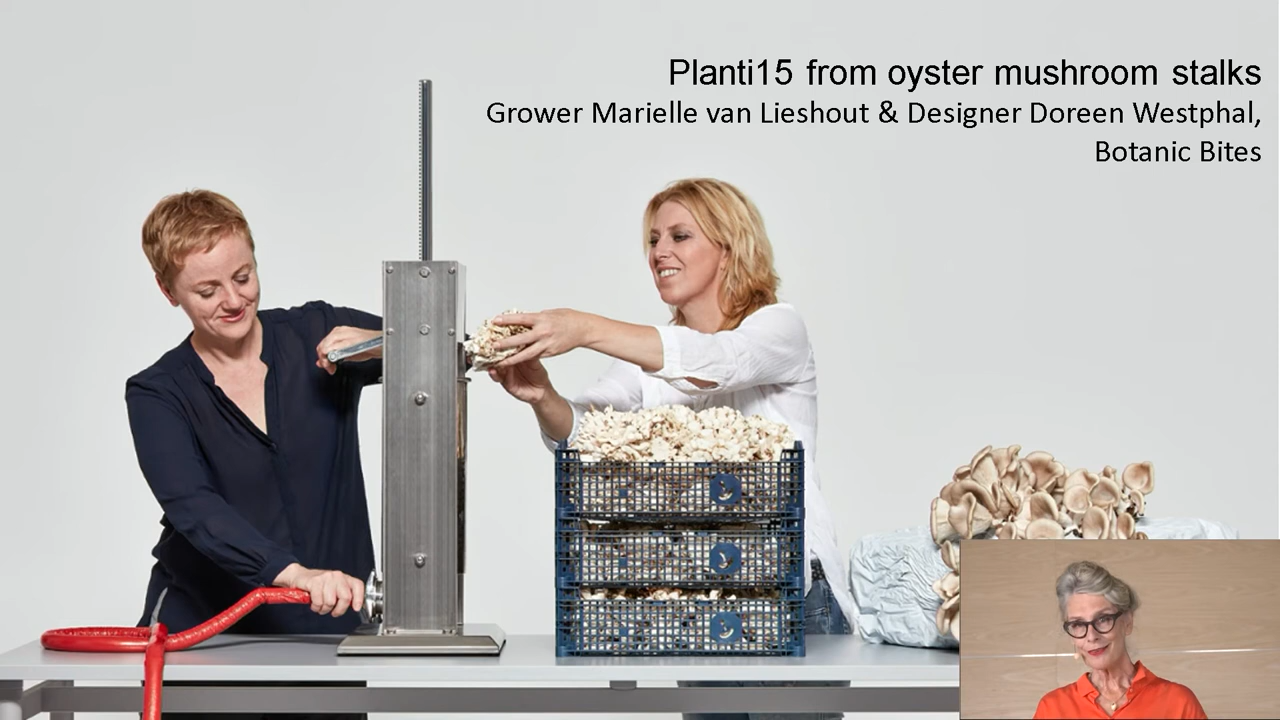 Planti15 from oyster mushroom stalks
Grower Marielle van Lieshout & Designer Doreen Westphal,
Botanic Bites